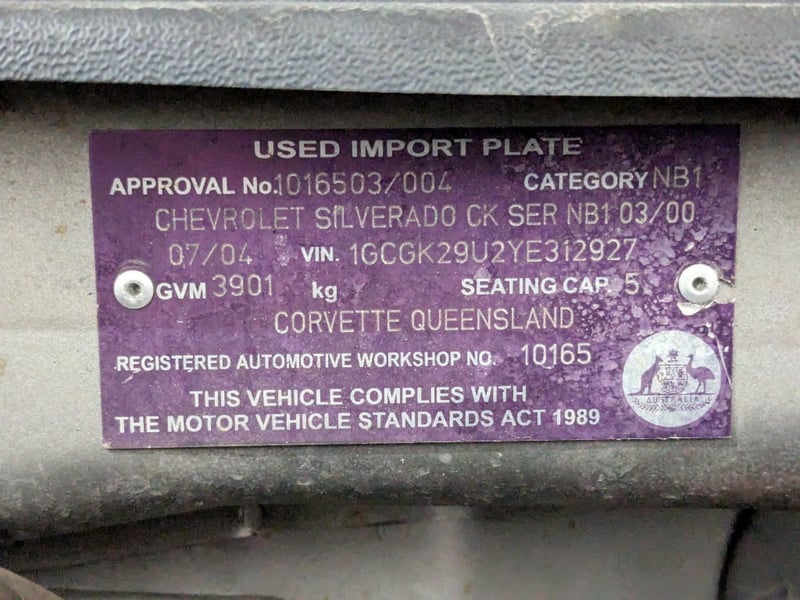 USED IMPORT PLATE
APPROVAL No. 1016503/004 CATEGORY NB1
CHEVROLET SILVERADO CK SER NB1 03/00
07/04 VIN. 1GCGK29U2YE312927
GVM 3901 kg SEATING CAP. 5
CORVETTE QUEENSLAND
REGISTERED AUTOMOTIVE WORKSHOP NO. 10165
AUSTRALIA
THIS VEHICLE COMPLIES WITH
THE MOTOR VEHICLE STANDARDS ACT 1989